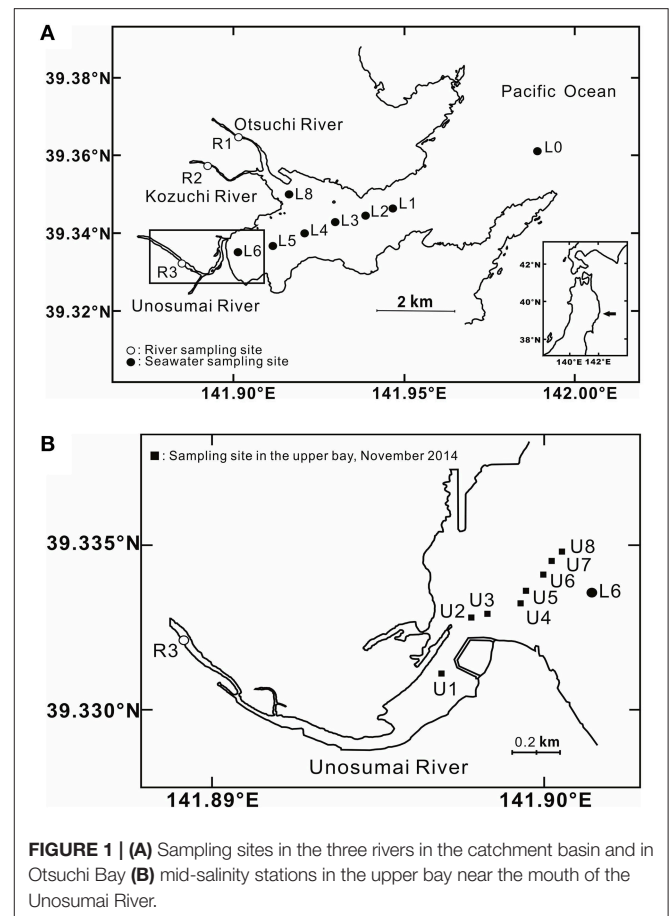 A
39.38°N
39.36°N
39.34°N
39.32°N
Pacific Ocean
Otsuchi River
R1
R2
Kozuchi River
R3
Unosumai River
L0
L1
L2
L3
L4
L5
L6
L8
2 km
○: River sampling site
●: Seawater sampling site
42°N
40°N
38°N
140°E 142°E
141.90°E
141.95°E
142.00°E
B
■: Sampling site in the upper bay, November 2014
39.335°N
39.330°N
U8
U7
U6
U5
U4
U3
U2
U1
L6
R3
0.2 km
Unosumai River
141.89°E
141.90°E
FIGURE 1 | (A) Sampling sites in the three rivers in the catchment basin and in
Otsuchi Bay (B) mid-salinity stations in the upper bay near the mouth of the
Unosumai River.